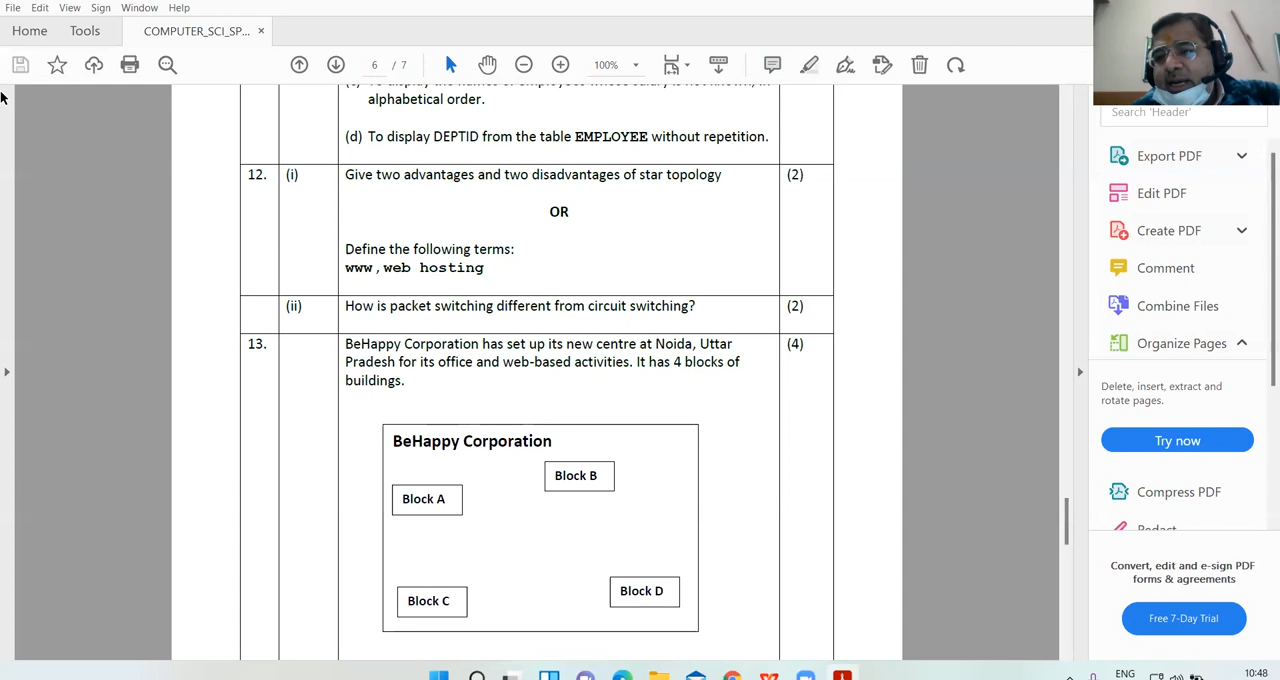 File Edit View Sign Window Help
Home Tools COMPUTER_SCI_SP... ×
6 / 7 100%
Search 'Header'
alphabetical order.
(d) To display DEPTID from the table EMPLOYEE without repetition.
12. (i) Give two advantages and two disadvantages of star topology (2)
OR
Define the following terms:
www , web hosting
(ii) How is packet switching different from circuit switching? (2)
13. BeHappy Corporation has set up its new centre at Noida, Uttar (4)
Pradesh for its office and web-based activities. It has 4 blocks of
buildings.
BeHappy Corporation
Block B
Block A
Block D
Block C
Export PDF
Edit PDF
Create PDF
Comment
Combine Files
Organize Pages
Delete, insert, extract and
rotate pages.
Try now
Compress PDF
Redact
Convert, edit and e-sign PDF
forms & agreements
Free 7-Day Trial
ENG 10:48